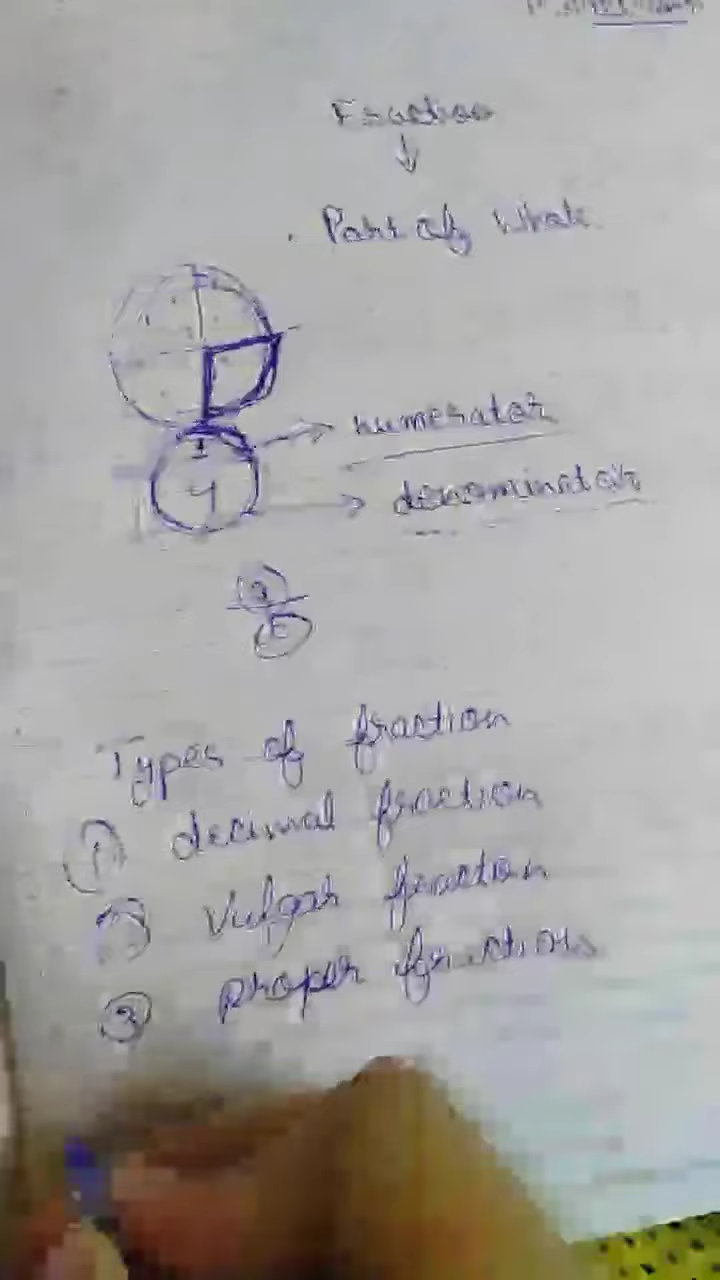 Fraction
↓
Part of Whole
1 → numerator
4 → denominator
Types of fraction
① decimal fraction
② Vulgar fraction
③ Proper fractions